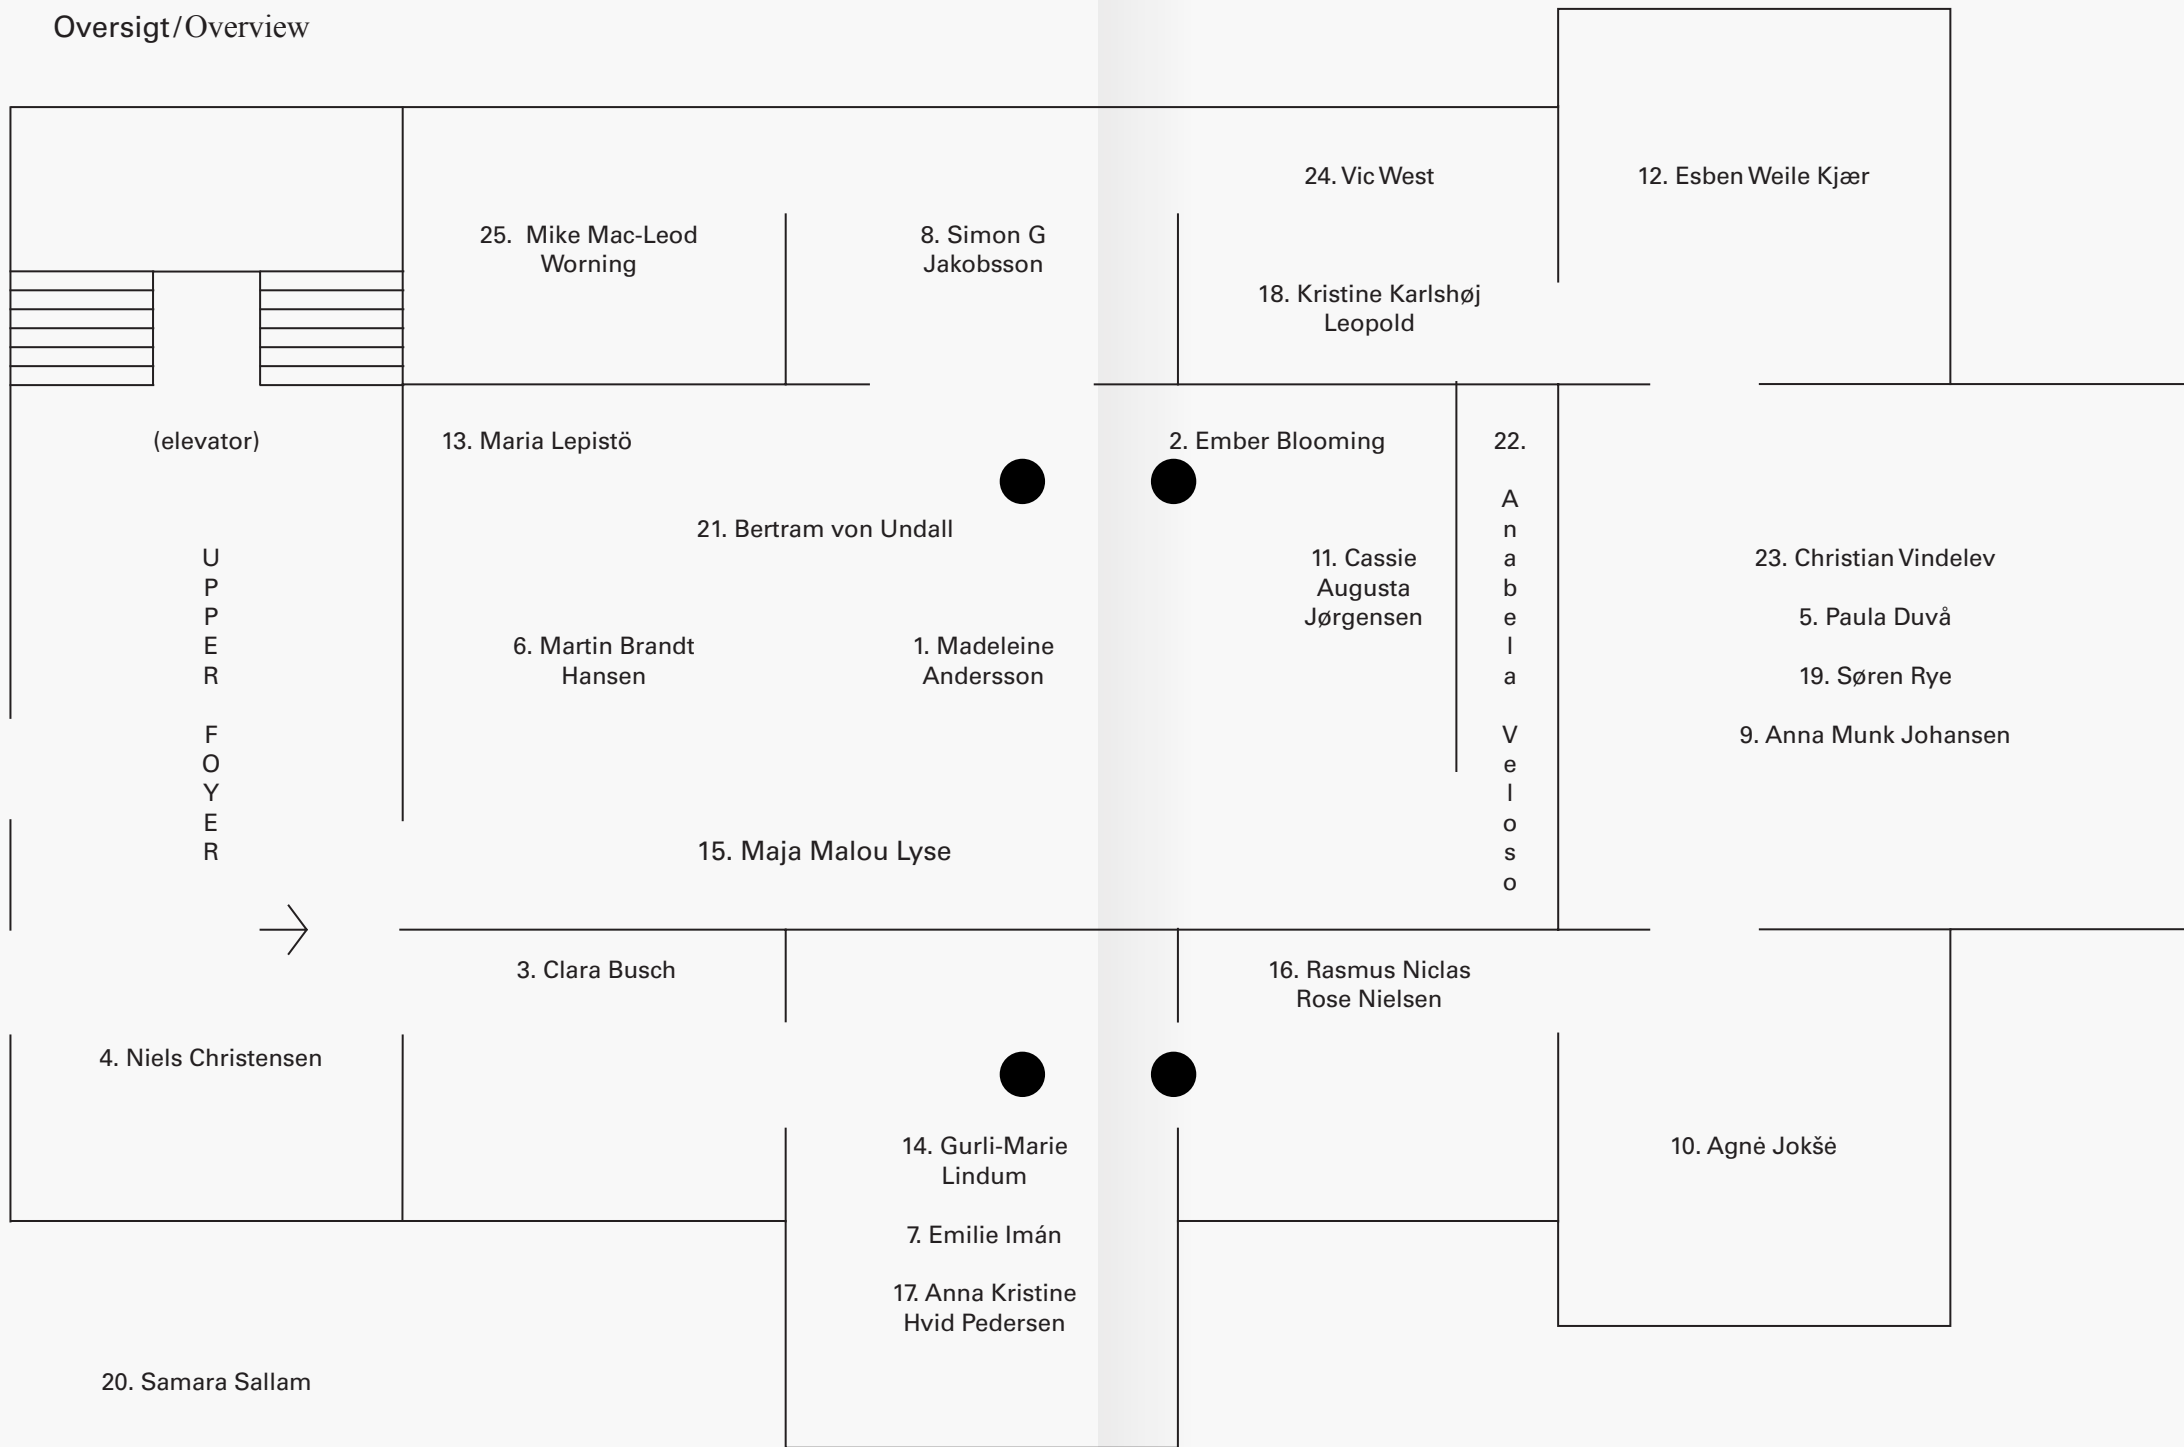 Oversigt/Overview
24. Vic West
12. Esben Weile Kjær
25. Mike Mac-Leod
Worning
8. Simon G
Jakobsson
18. Kristine Karlshøj
Leopold
(elevator)
13. Maria Lepistö
2. Ember Blooming
22.
Anabela Veloso
21. Bertram von Undall
UPPER FOYER
11. Cassie
Augusta
Jørgensen
23. Christian Vindelev
5. Paula Duvå
19. Søren Rye
9. Anna Munk Johansen
6. Martin Brandt
Hansen
1. Madeleine
Andersson
15. Maja Malou Lyse
3. Clara Busch
16. Rasmus Niclas
Rose Nielsen
4. Niels Christensen
14. Gurli-Marie
Lindum
7. Emilie Imán
17. Anna Kristine
Hvid Pedersen
10. Agnė Jokšė
20. Samara Sallam